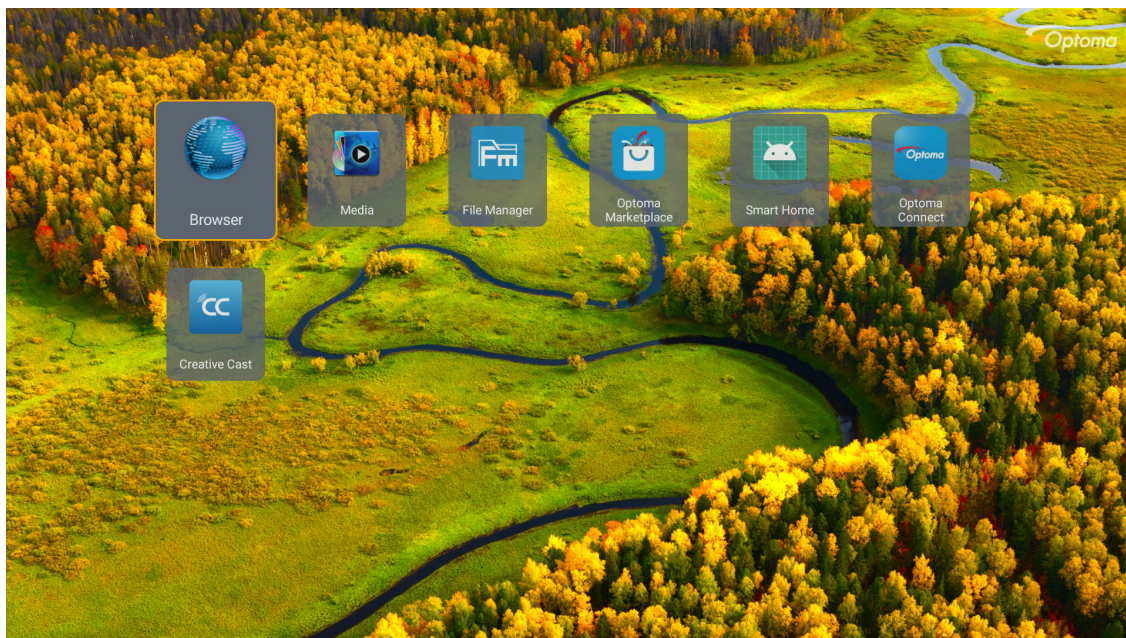 Optoma
Browser
Media
File Manager
Optoma
Marketplace
Smart Home
Optoma
Optoma
Connect
Fm
CC
Creative Cast